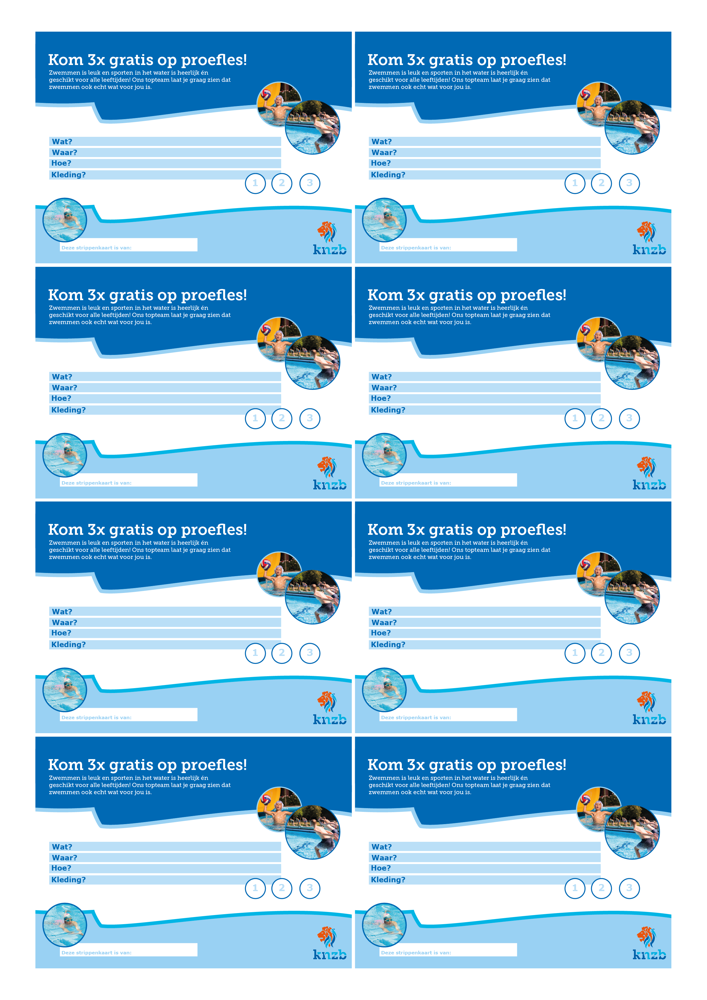 Kom 3x gratis op proefles!
Zwemmen is leuk en sporten in het water is heerlijk én
geschikt voor alle leeftijden! Ons topteam laat je graag zien dat
zwemmen ook echt wat voor jou is.
Wat?
Waar?
Hoe?
Kleding?
1 2 3
Deze strippenkaart is van:
knzb
Kom 3x gratis op proefles!
Zwemmen is leuk en sporten in het water is heerlijk én
geschikt voor alle leeftijden! Ons topteam laat je graag zien dat
zwemmen ook echt wat voor jou is.
Wat?
Waar?
Hoe?
Kleding?
1 2 3
Deze strippenkaart is van:
knzb
Kom 3x gratis op proefles!
Zwemmen is leuk en sporten in het water is heerlijk én
geschikt voor alle leeftijden! Ons topteam laat je graag zien dat
zwemmen ook echt wat voor jou is.
Wat?
Waar?
Hoe?
Kleding?
1 2 3
Deze strippenkaart is van:
knzb
Kom 3x gratis op proefles!
Zwemmen is leuk en sporten in het water is heerlijk én
geschikt voor alle leeftijden! Ons topteam laat je graag zien dat
zwemmen ook echt wat voor jou is.
Wat?
Waar?
Hoe?
Kleding?
1 2 3
Deze strippenkaart is van:
knzb
Kom 3x gratis op proefles!
Zwemmen is leuk en sporten in het water is heerlijk én
geschikt voor alle leeftijden! Ons topteam laat je graag zien dat
zwemmen ook echt wat voor jou is.
Wat?
Waar?
Hoe?
Kleding?
1 2 3
Deze strippenkaart is van:
knzb
Kom 3x gratis op proefles!
Zwemmen is leuk en sporten in het water is heerlijk én
geschikt voor alle leeftijden! Ons topteam laat je graag zien dat
zwemmen ook echt wat voor jou is.
Wat?
Waar?
Hoe?
Kleding?
1 2 3
Deze strippenkaart is van:
knzb
Kom 3x gratis op proefles!
Zwemmen is leuk en sporten in het water is heerlijk én
geschikt voor alle leeftijden! Ons topteam laat je graag zien dat
zwemmen ook echt wat voor jou is.
Wat?
Waar?
Hoe?
Kleding?
1 2 3
Deze strippenkaart is van:
knzb
Kom 3x gratis op proefles!
Zwemmen is leuk en sporten in het water is heerlijk én
geschikt voor alle leeftijden! Ons topteam laat je graag zien dat
zwemmen ook echt wat voor jou is.
Wat?
Waar?
Hoe?
Kleding?
1 2 3
Deze strippenkaart is van:
knzb